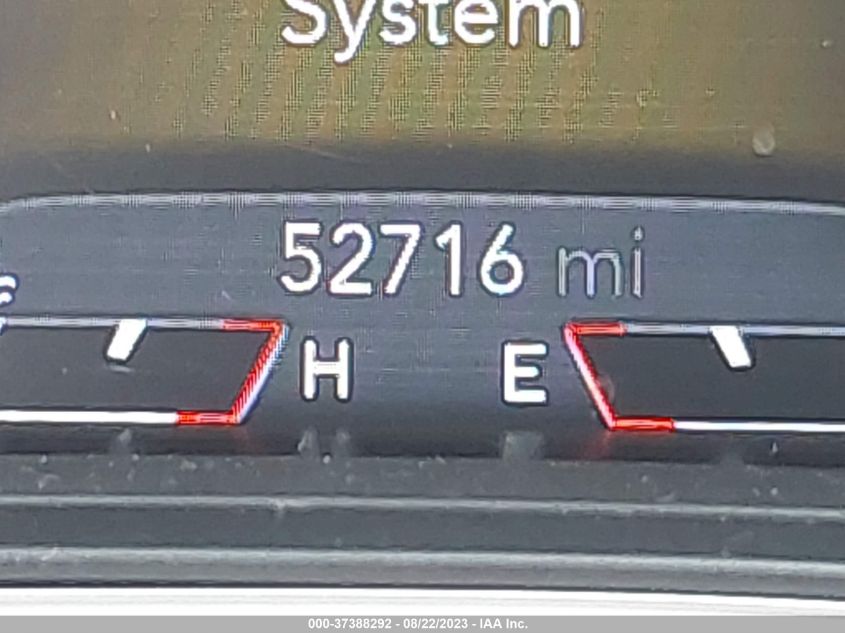 System
52716 mi
H E
000-37388292 - 08/22/2023 - IAA Inc.